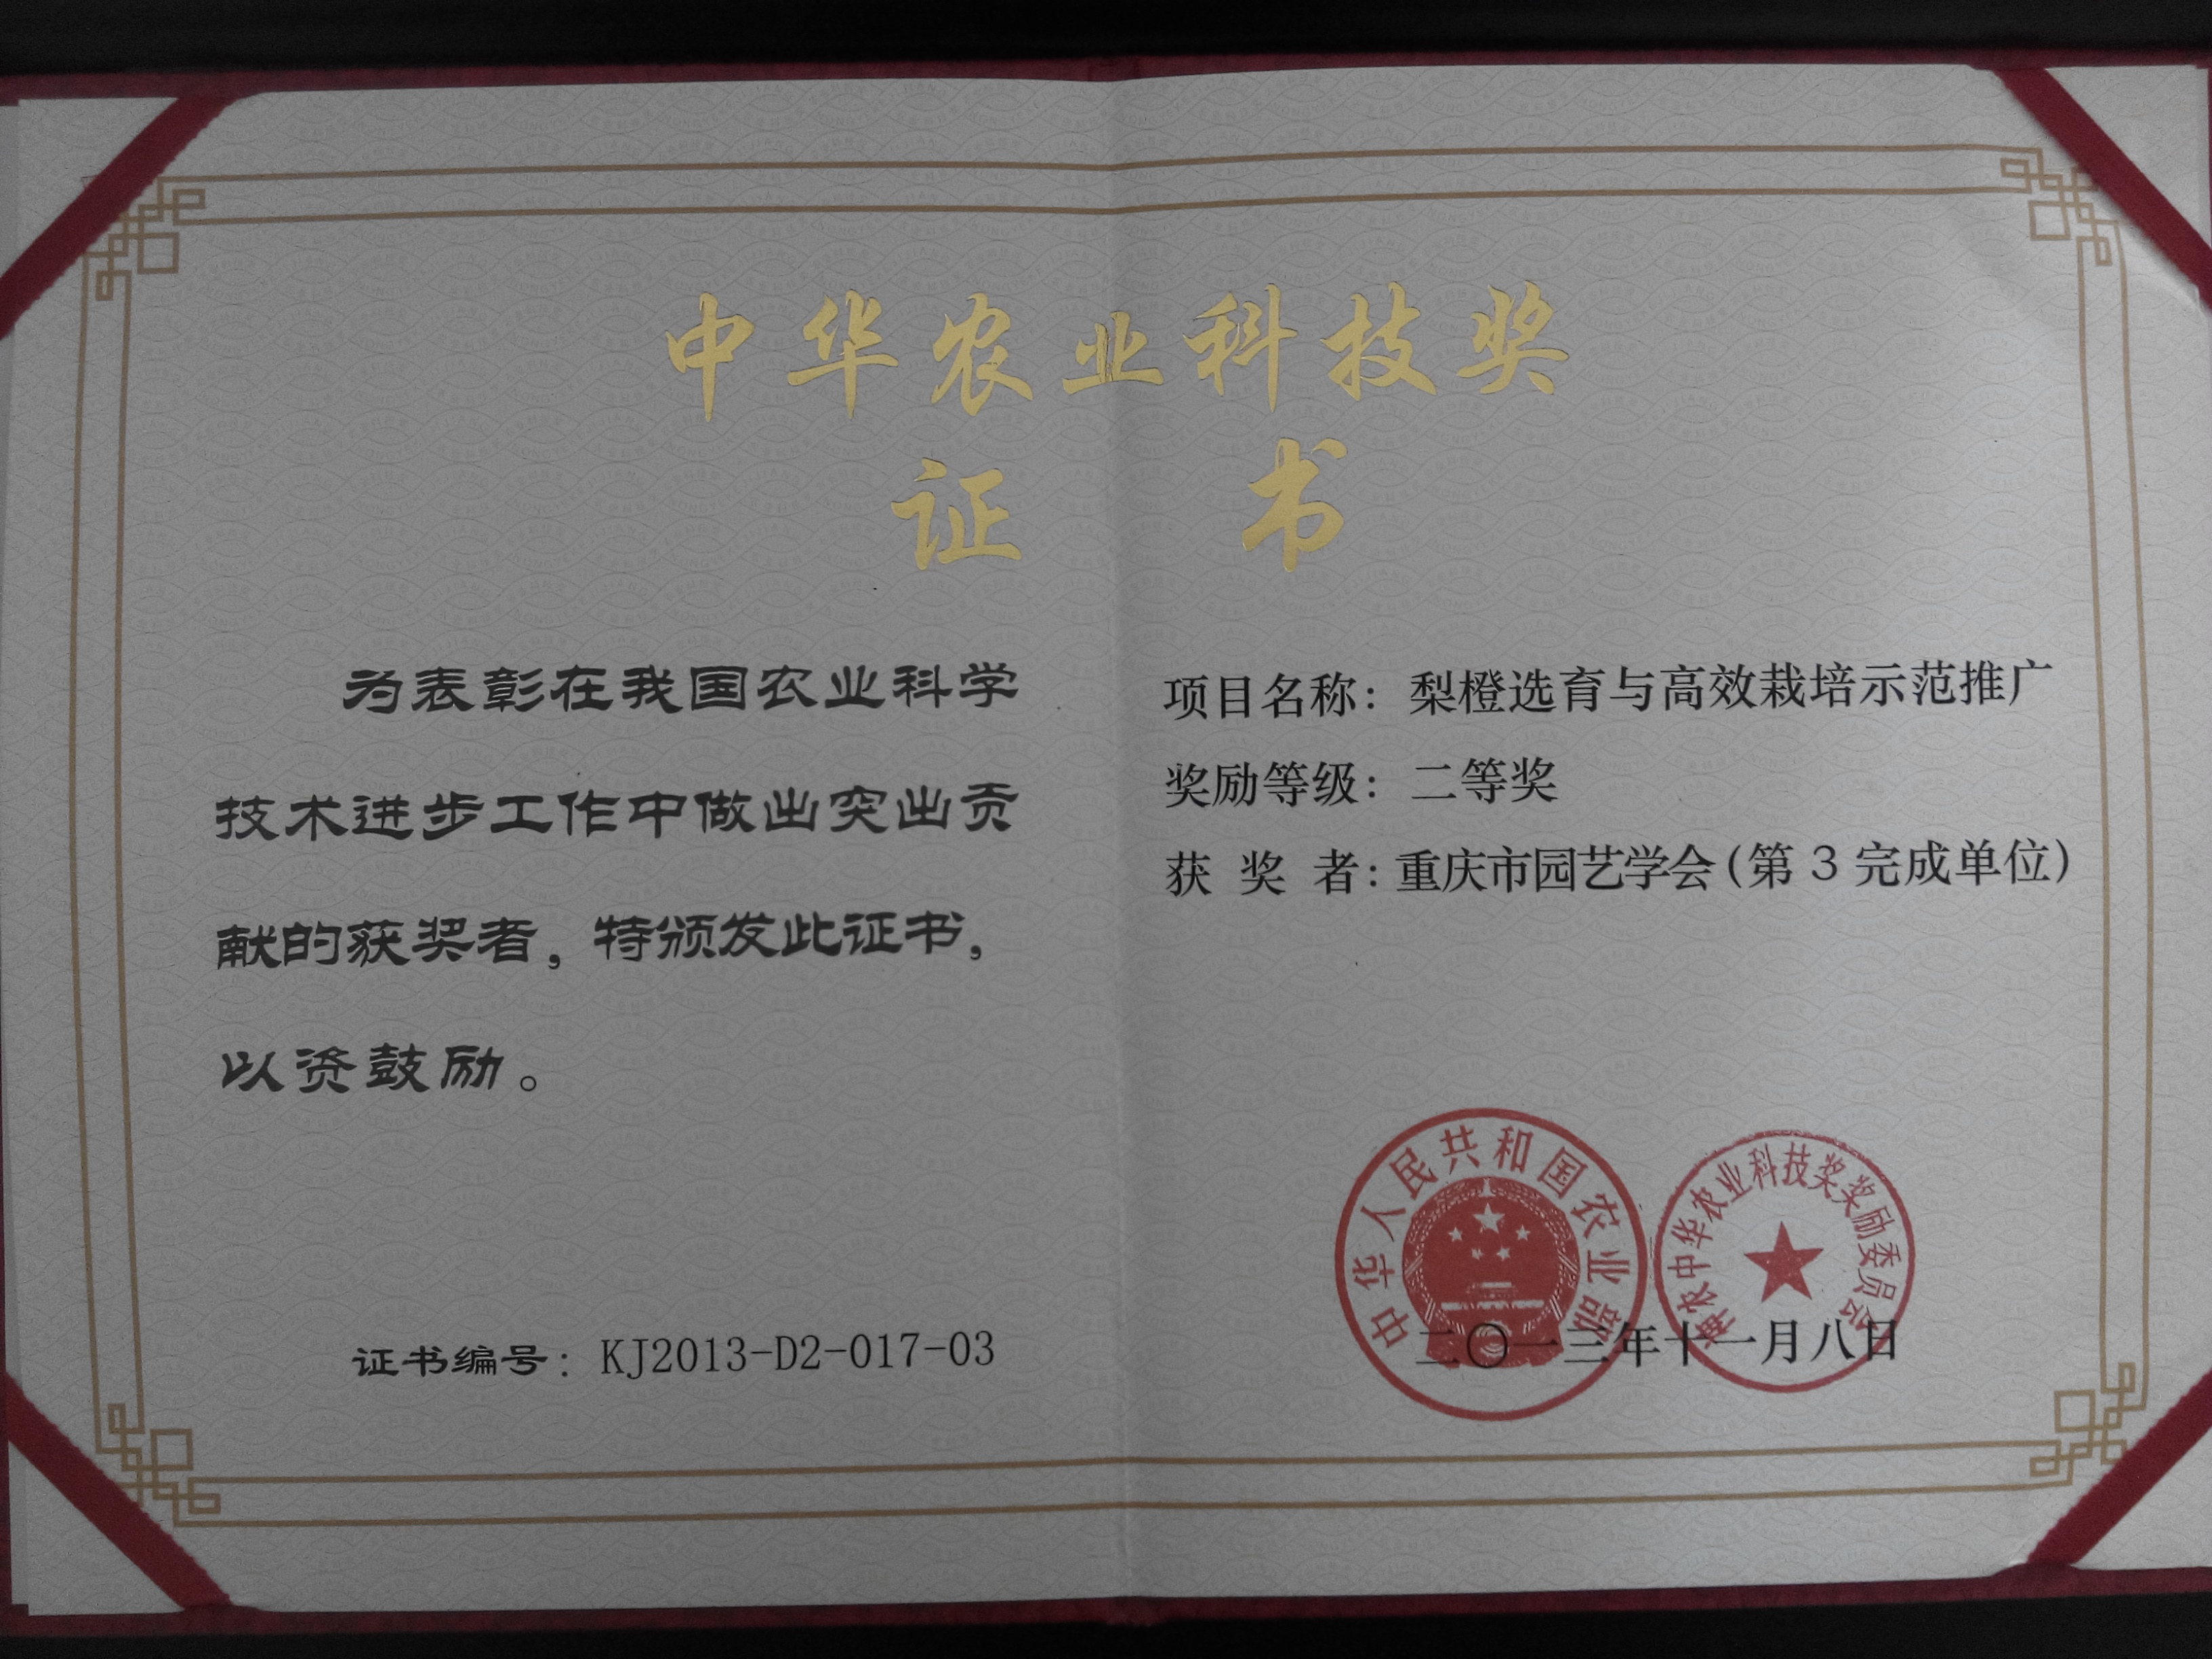 中华农业科技奖
证书
为表彰在我国农业科学
技术进步工作中做出突出贡
献的获奖者，特颁发此证书，
以资鼓励。
证书编号：KJ2013-D2-017-03
项目名称：梨橙选育与高效栽培示范推广
奖励等级：二等奖
获奖者：重庆市园艺学会(第3完成单位)
中华人民共和国农业部
神农中华农业科技奖奖励委员会
二〇一三年十一月八日